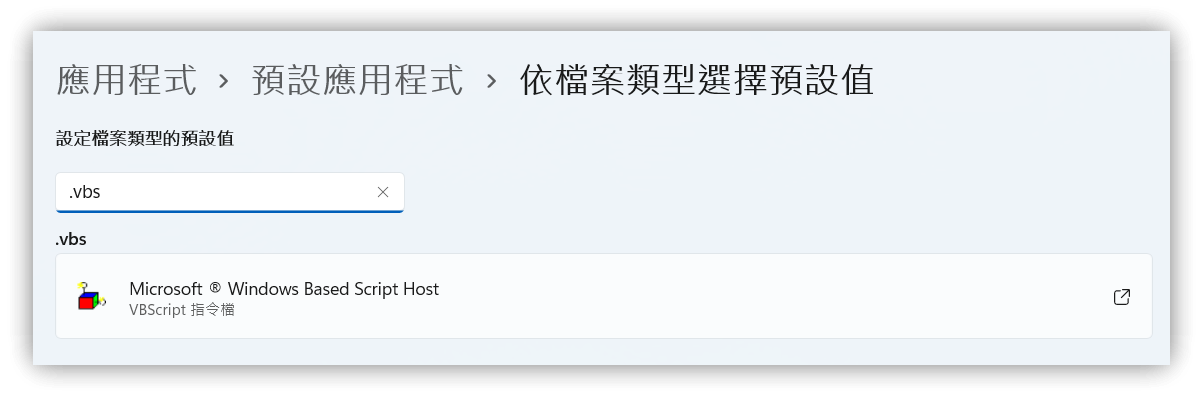 應用程式 › 預設應用程式 › 依檔案類型選擇預設值
設定檔案類型的預設值
.vbs
.vbs
Microsoft ® Windows Based Script Host
VBScript 指令檔